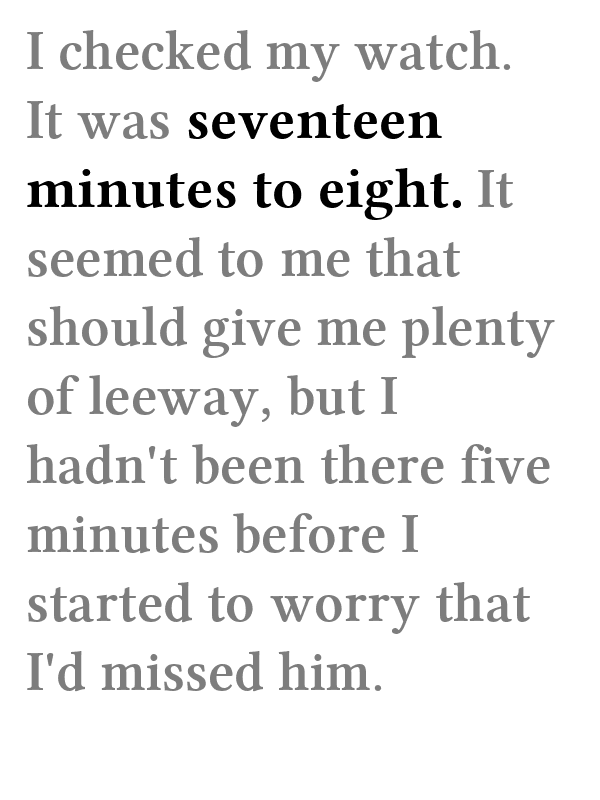 I checked my watch.
It was seventeen
minutes to eight. It
seemed to me that
should give me plenty
of leeway, but I
hadn't been there five
minutes before I
started to worry that
I'd missed him.